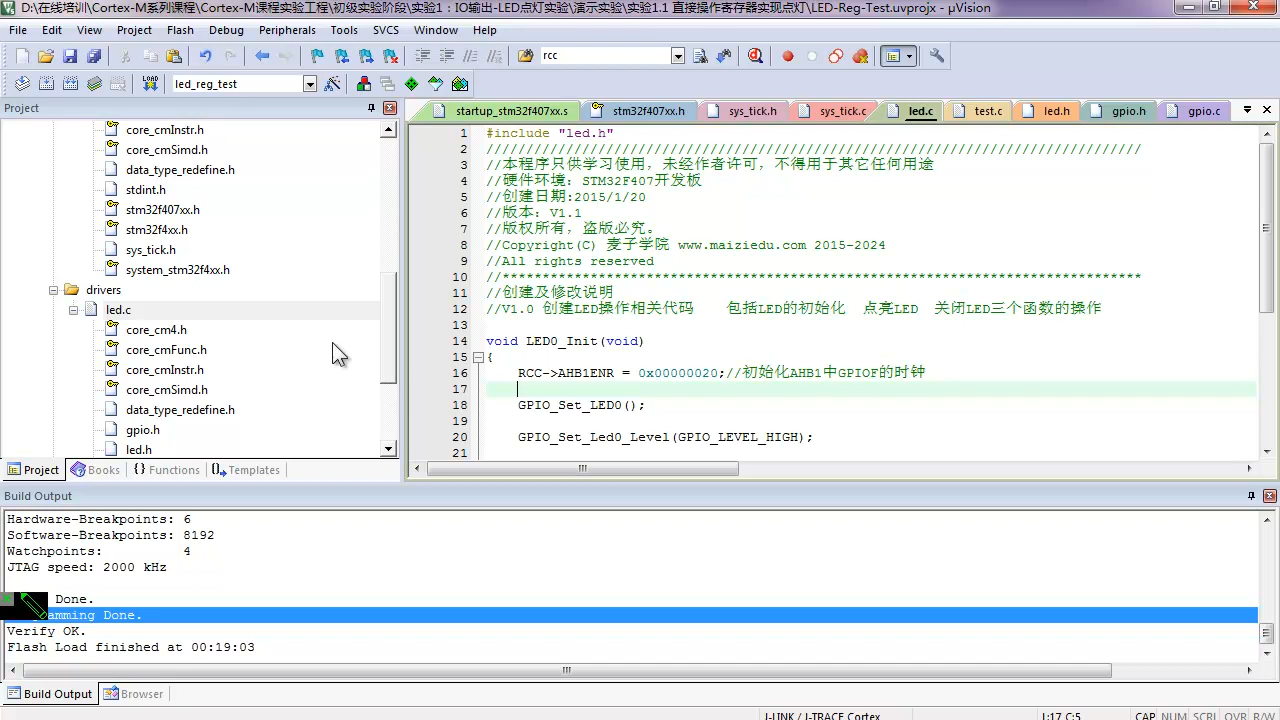 D:\在线培训\Cortex-M系列课程\Cortex-M课程实验工程\初级实验阶段\实验1：IO输出-LED点灯实验\演示实验\实验1.1 直接操作寄存器实现点灯\LED-Reg-Test.uvprojx - µVision
File Edit View Project Flash Debug Peripherals Tools SVCS Window Help
rcc
LOAD led_reg_test
Project
core_cmInstr.h
core_cmSimd.h
data_type_redefine.h
stdint.h
stm32f407xx.h
stm32f4xx.h
sys_tick.h
system_stm32f4xx.h
drivers
led.c
core_cm4.h
core_cmFunc.h
core_cmInstr.h
core_cmSimd.h
data_type_redefine.h
gpio.h
led.h
Project Books Functions Templates
startup_stm32f407xx.s stm32f407xx.h sys_tick.h sys_tick.c led.c test.c led.h gpio.h gpio.c
1 #include "led.h"
2 //////////////////////////////////////////////////////////////////////////////////
3 //本程序只供学习使用，未经作者许可，不得用于其它任何用途
4 //硬件环境：STM32F407开发板
5 //创建日期:2015/1/20
6 //版本：V1.1
7 //版权所有，盗版必究。
8 //Copyright(C) 麦子学院 www.maiziedu.com 2015-2024
9 //All rights reserved
10 //********************************************************************************
11 //创建及修改说明
12 //V1.0 创建LED操作相关代码 包括LED的初始化 点亮LED 关闭LED三个函数的操作
13
14 void LED0_Init(void)
15 {
16 RCC->AHB1ENR = 0x00000020;//初始化AHB1中GPIOF的时钟
17
18 GPIO_Set_LED0();
19
20 GPIO_Set_Led0_Level(GPIO_LEVEL_HIGH);
21
Build Output
Hardware-Breakpoints: 6
Software-Breakpoints: 8192
Watchpoints: 4
JTAG speed: 2000 kHz
Done.
amming Done.
Verify OK.
Flash Load finished at 00:19:03
Build Output Browser
J-LINK / J-TRACE Cortex L:17 C:5 CAP NUM SCRL OVR R/W